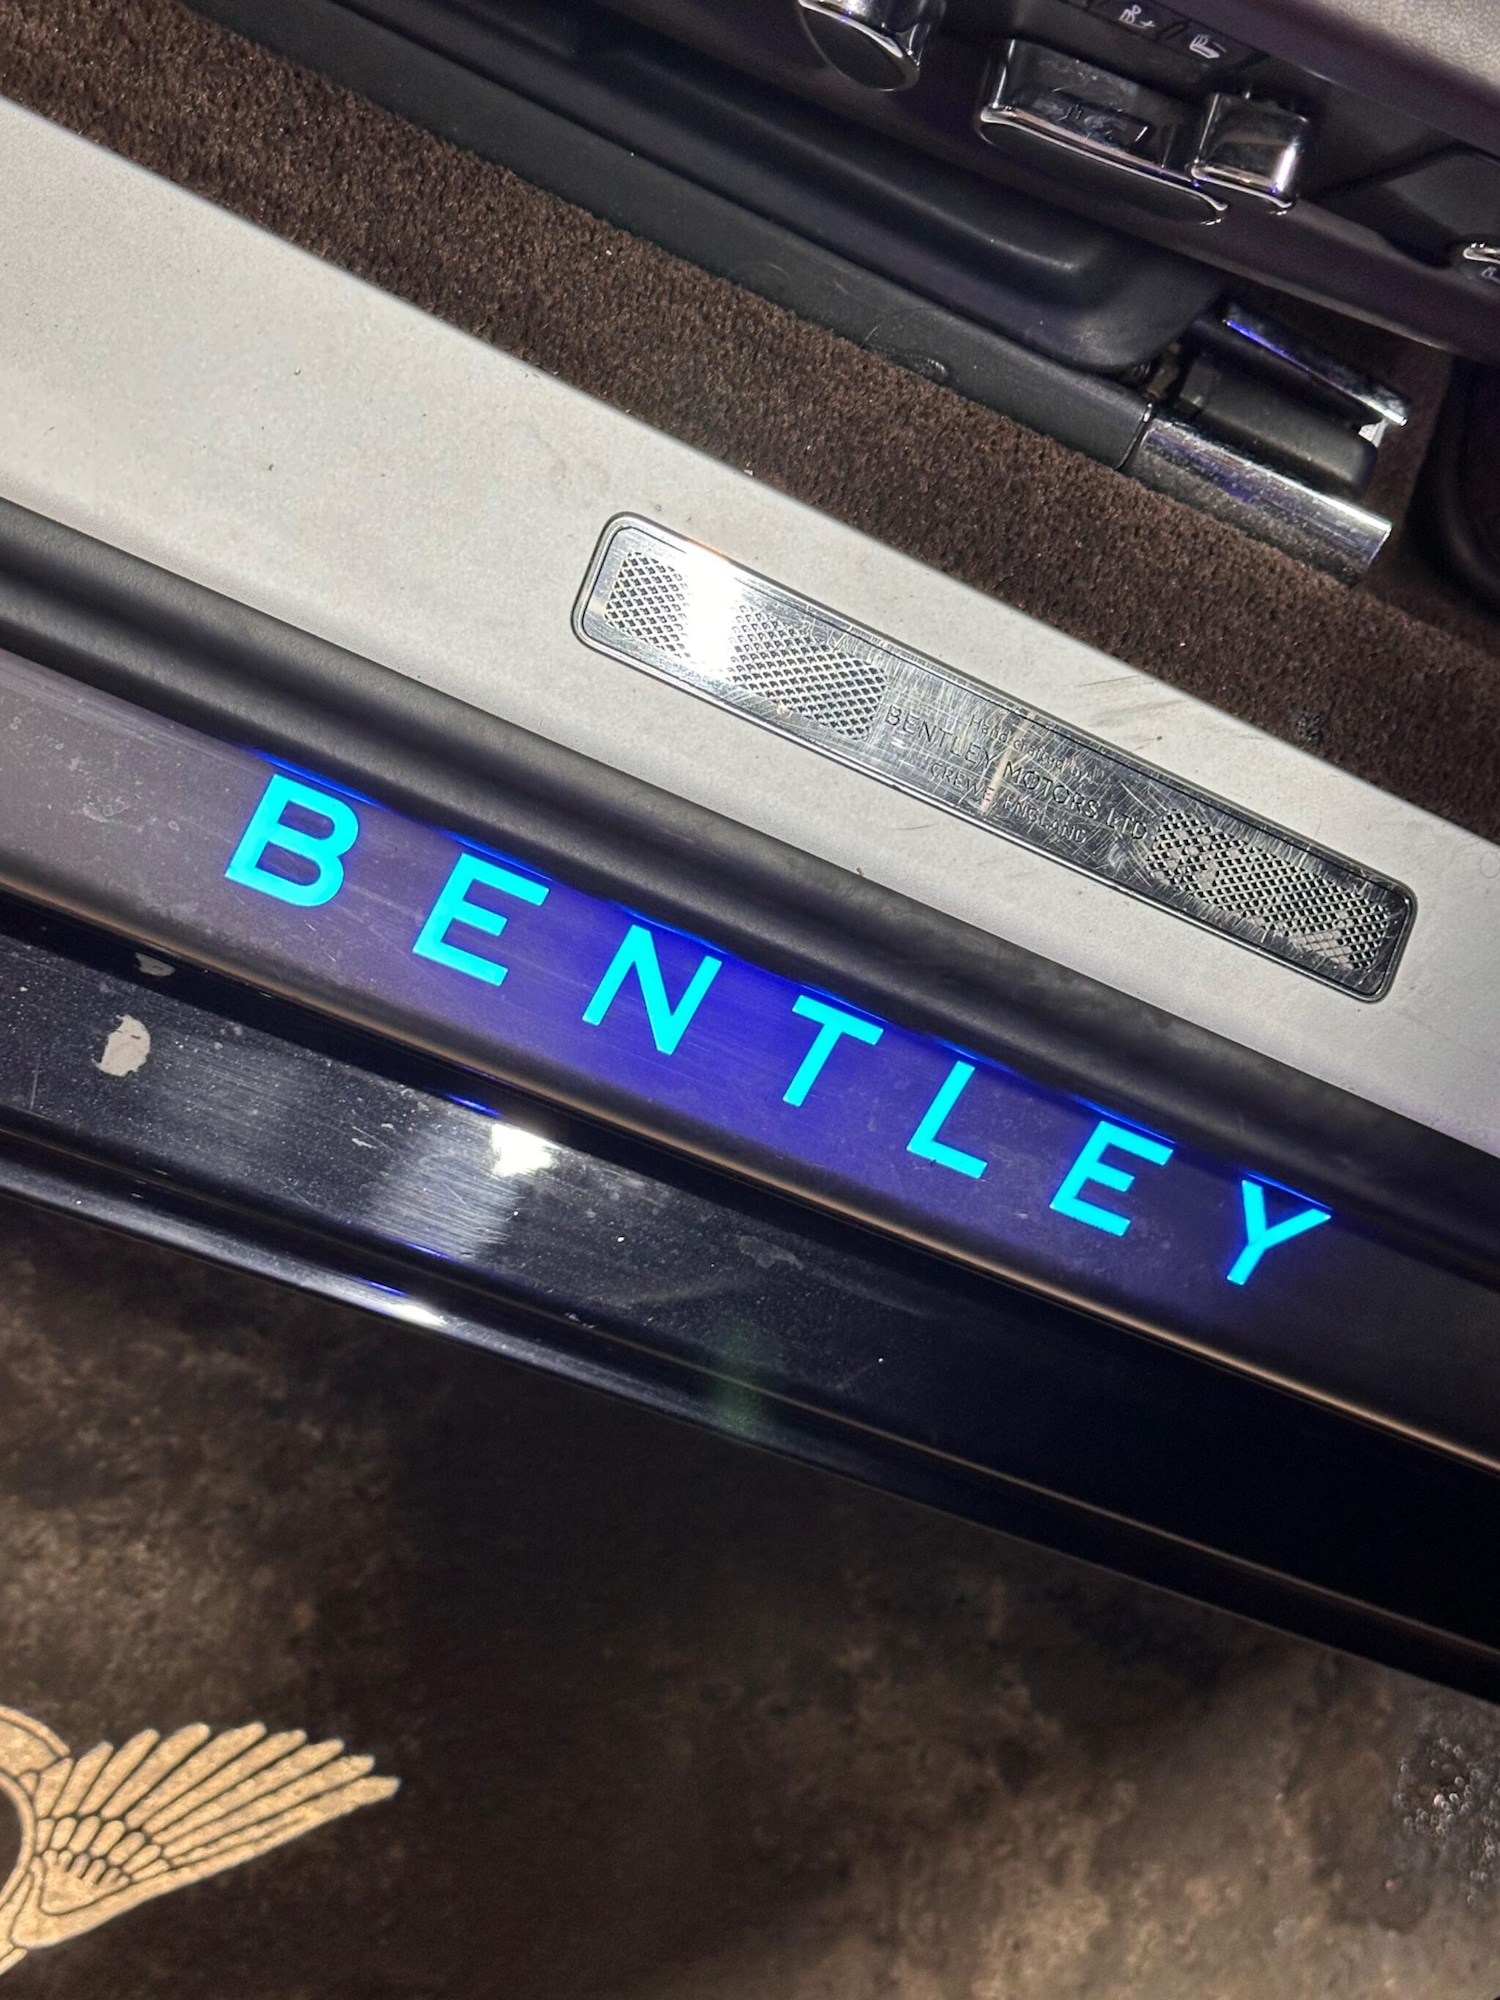 Handcrafted by
BENTLEY MOTORS LTD
CREWE ENGLAND
BENTLEY